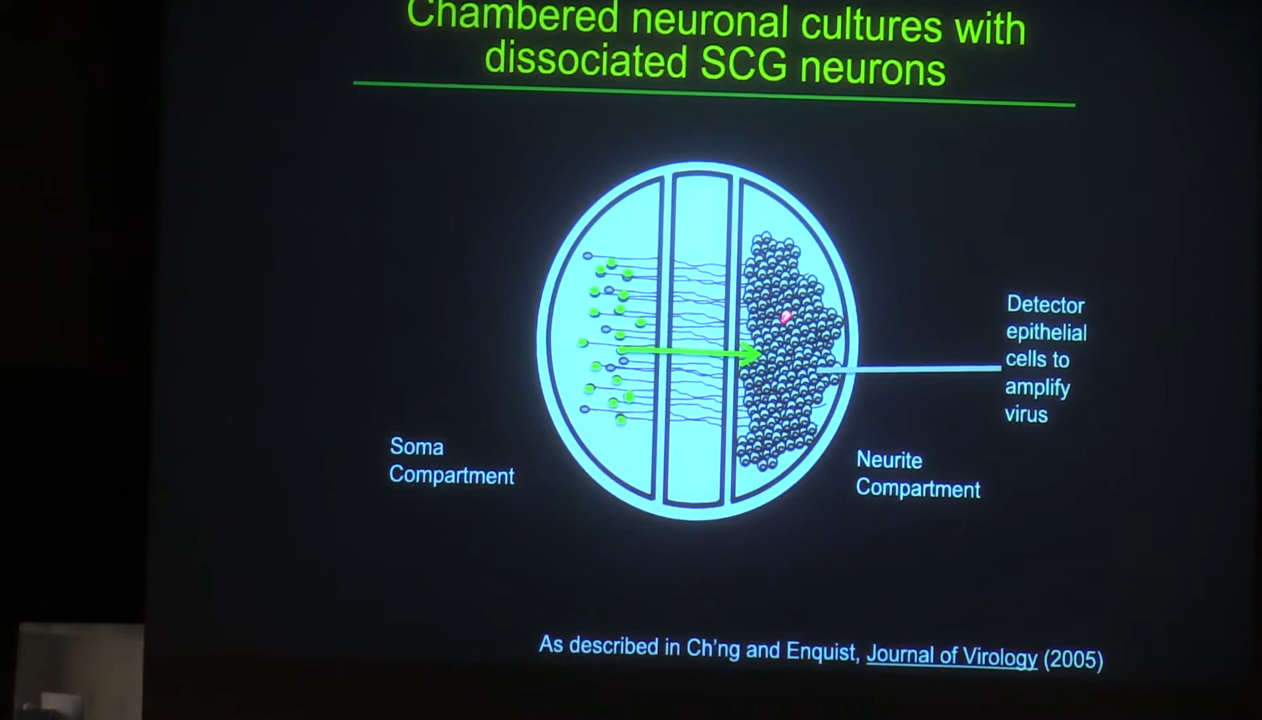 Chambered neuronal cultures with
dissociated SCG neurons
Detector
epithelial
cells to
amplify
virus
Soma
Compartment
Neurite
Compartment
As described in Ch'ng and Enquist, Journal of Virology (2005)